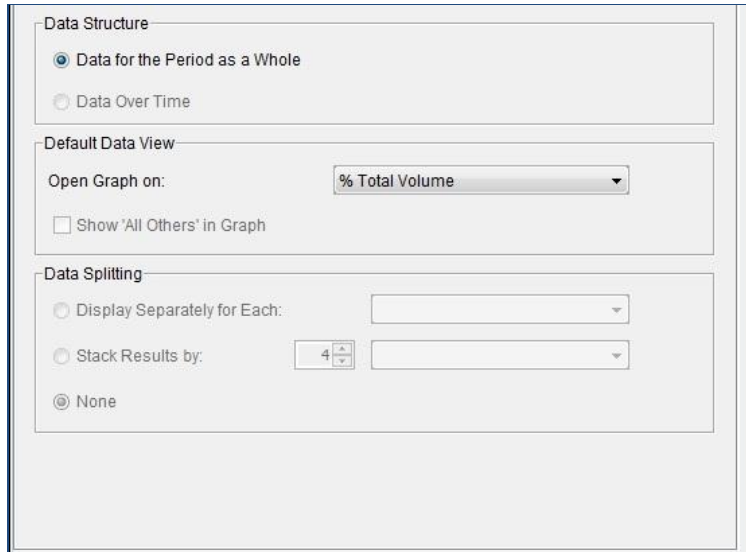 Data Structure
Data for the Period as a Whole
Data Over Time
Default Data View
Open Graph on: % Total Volume
Show 'All Others' in Graph
Data Splitting
Display Separately for Each:
Stack Results by: 4
None